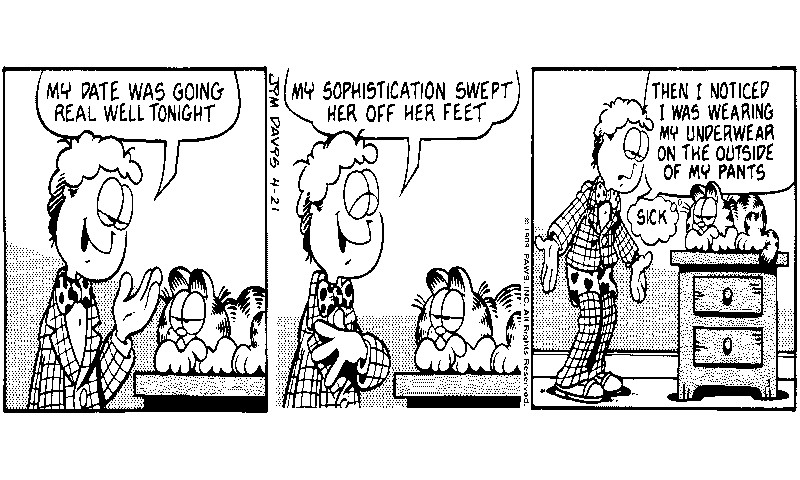 MY DATE WAS GOING
REAL WELL TONIGHT
JIM DAVIS 4-21
MY SOPHISTICATION SWEPT
HER OFF HER FEET
© 1989 PAWS, INC. All Rights Reserved.
THEN I NOTICED
I WAS WEARING
MY UNDERWEAR
ON THE OUTSIDE
OF MY PANTS
SICK